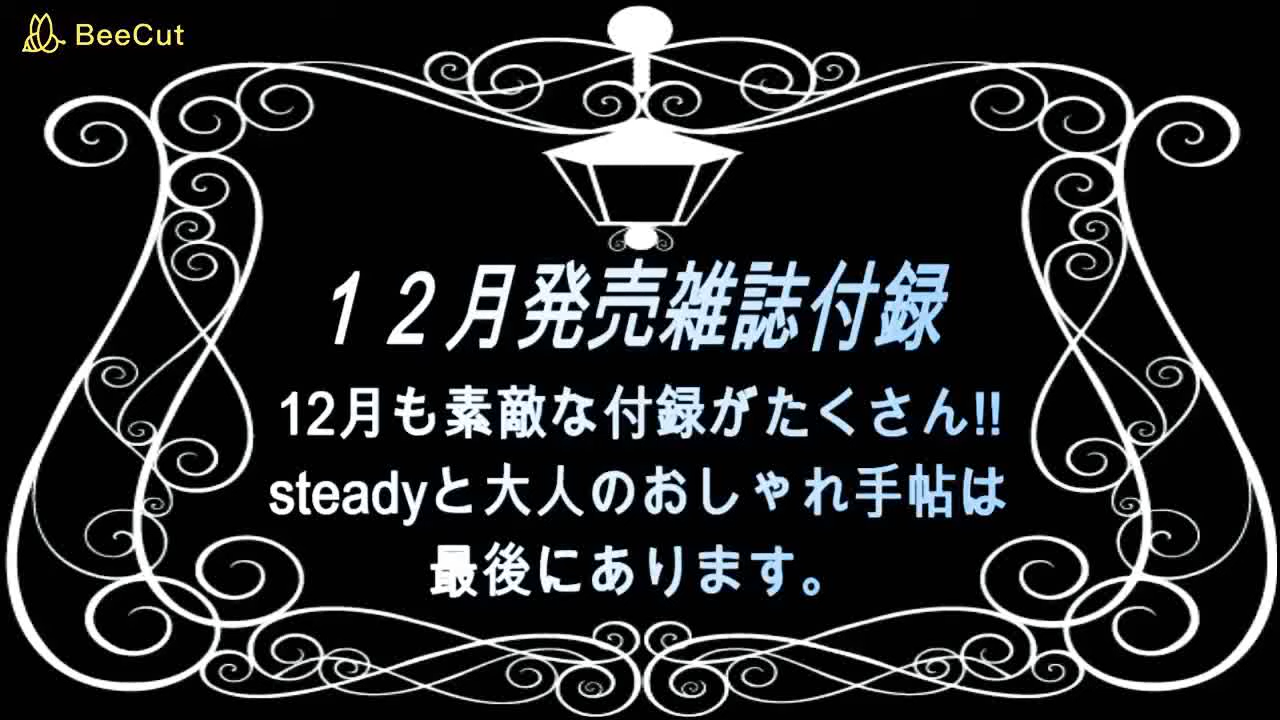 BeeCut
１２月発売雑誌付録
12月も素敵な付録がたくさん!!
steadyと大人のおしゃれ手帖は
最後にあります。